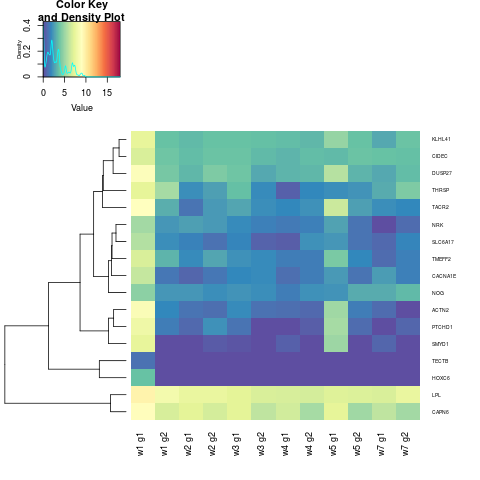 Color Key
and Density Plot
Density
0 0.2 0.4
0 5 10 15
Value
KLHL41
CIDEC
DUSP27
THRSP
TACR2
NRK
SLC6A17
TMEFF2
CACNA1E
NOG
ACTN2
PTCHD1
SMYD1
TECTB
HOXC6
LPL
CAPN6
w1 g1
w1 g2
w2 g1
w2 g2
w3 g1
w3 g2
w4 g1
w4 g2
w5 g1
w5 g2
w7 g1
w7 g2